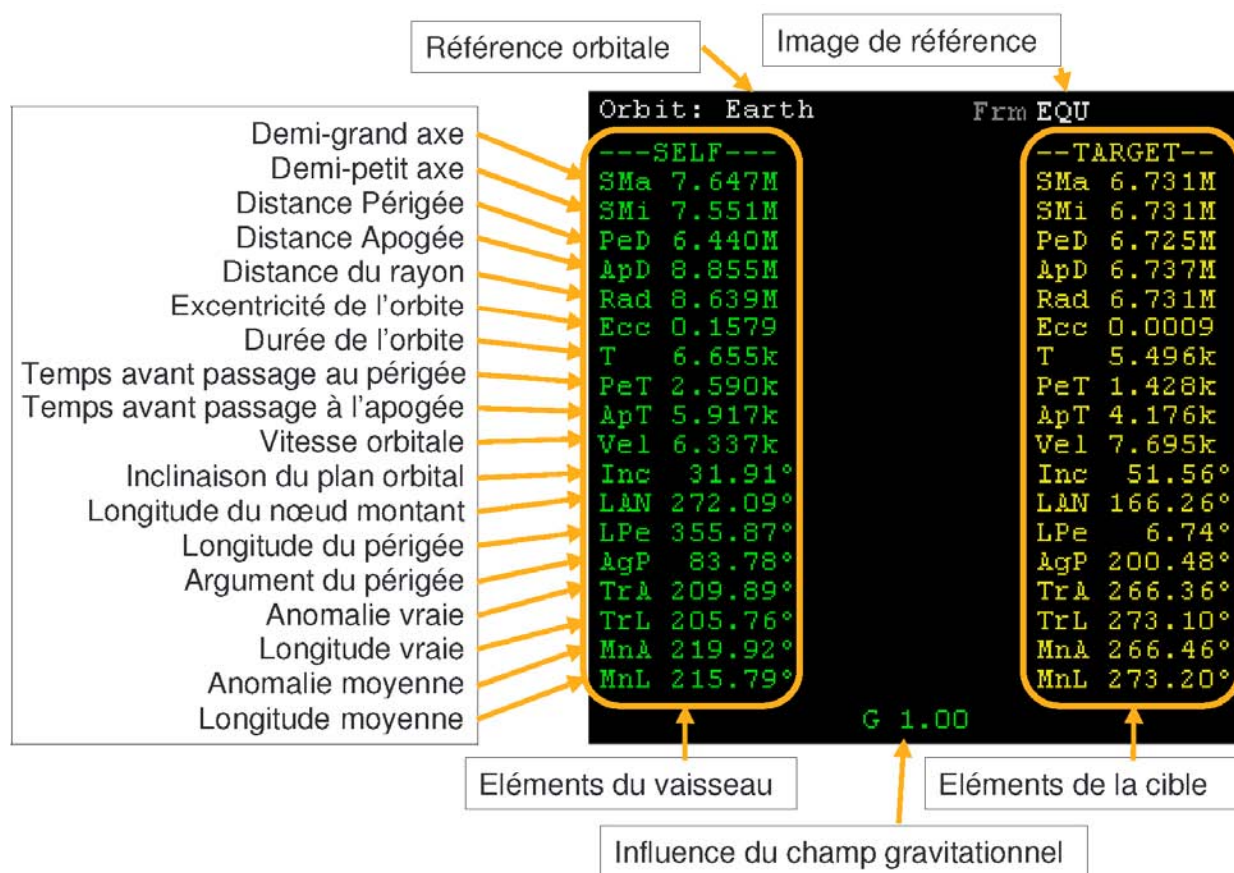 Référence orbitale
Image de référence
Demi-grand axe
Demi-petit axe
Distance Périgée
Distance Apogée
Distance du rayon
Excentricité de l'orbite
Durée de l'orbite
Temps avant passage au périgée
Temps avant passage à l'apogée
Vitesse orbitale
Inclinaison du plan orbital
Longitude du nœud montant
Longitude du périgée
Argument du périgée
Anomalie vraie
Longitude vraie
Anomalie moyenne
Longitude moyenne
Orbit: Earth
Frm EQU
---SELF---
SMa 7.647M
SMi 7.551M
PeD 6.440M
ApD 8.855M
Rad 8.639M
Ecc 0.1579
T 6.655k
PeT 2.590k
ApT 5.917k
Vel 6.337k
Inc 31.91°
LAN 272.09°
LPe 355.87°
AgP 83.78°
TrA 209.89°
TrL 205.76°
MnA 219.92°
MnL 215.79°
--TARGET--
SMa 6.731M
SMi 6.731M
PeD 6.725M
ApD 6.737M
Rad 6.731M
Ecc 0.0009
T 5.496k
PeT 1.428k
ApT 4.176k
Vel 7.695k
Inc 51.56°
LAN 166.26°
LPe 6.74°
AgP 200.48°
TrA 266.36°
TrL 273.10°
MnA 266.46°
MnL 273.20°
G 1.00
Eléments du vaisseau
Eléments de la cible
Influence du champ gravitationnel